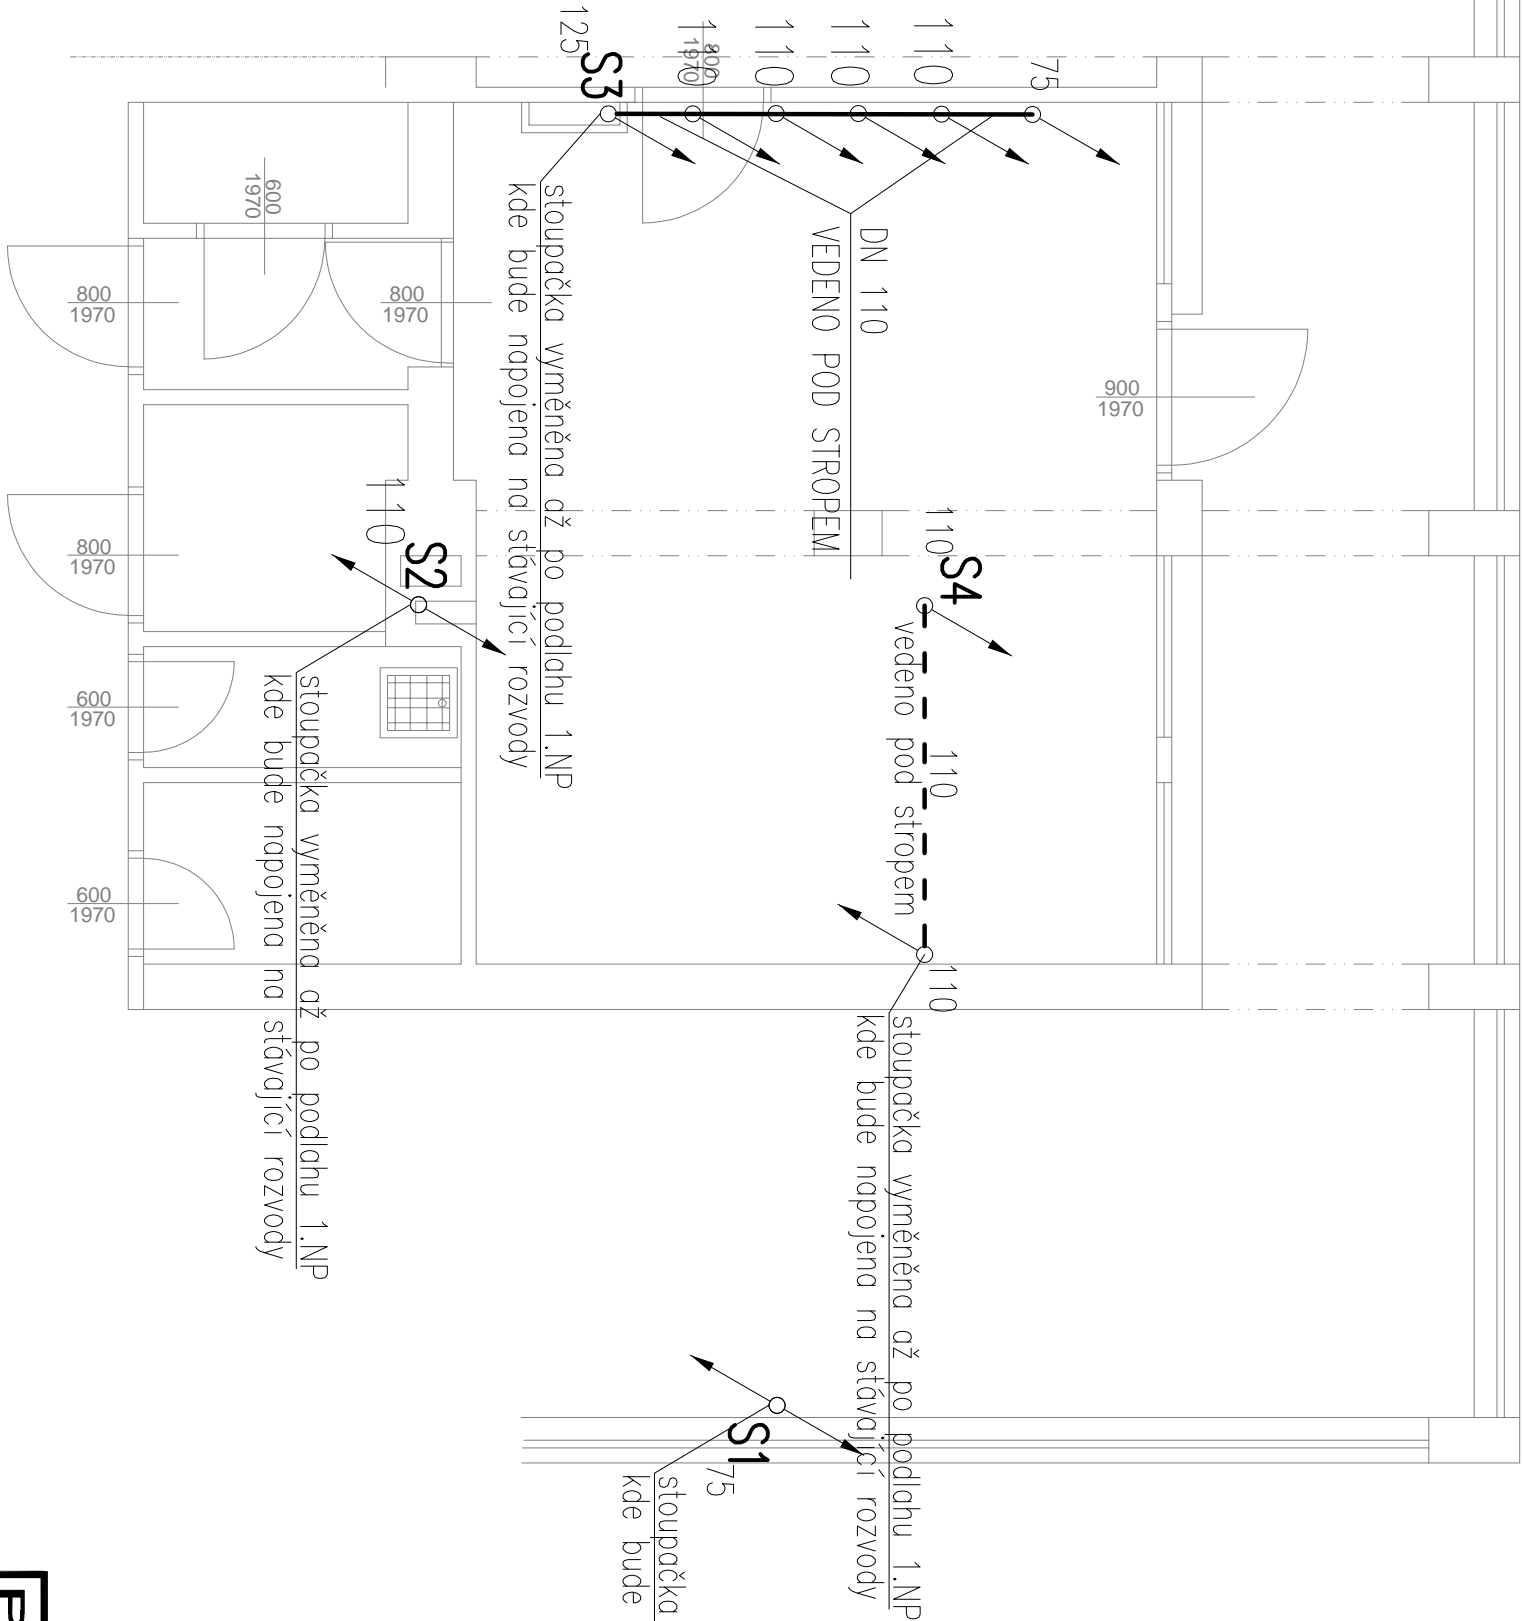 125
S3
110
110
110
110
75
800
1970
DN 110
VEDENO POD STROPEM
stoupačka vyměněna až po podlahu 1.NP
kde bude napojena na stávající rozvody
600
1970
800
1970
800
1970
900
1970
110
S2
stoupačka vyměněna až po podlahu 1.NP
kde bude napojena na stávající rozvody
110
S4
110
vedeno pod stropem
110
stoupačka vyměněna až po podlahu 1.NP
kde bude napojena na stávající rozvody
800
1970
600
1970
600
1970
S1
75
stoupačka
kde bude
P